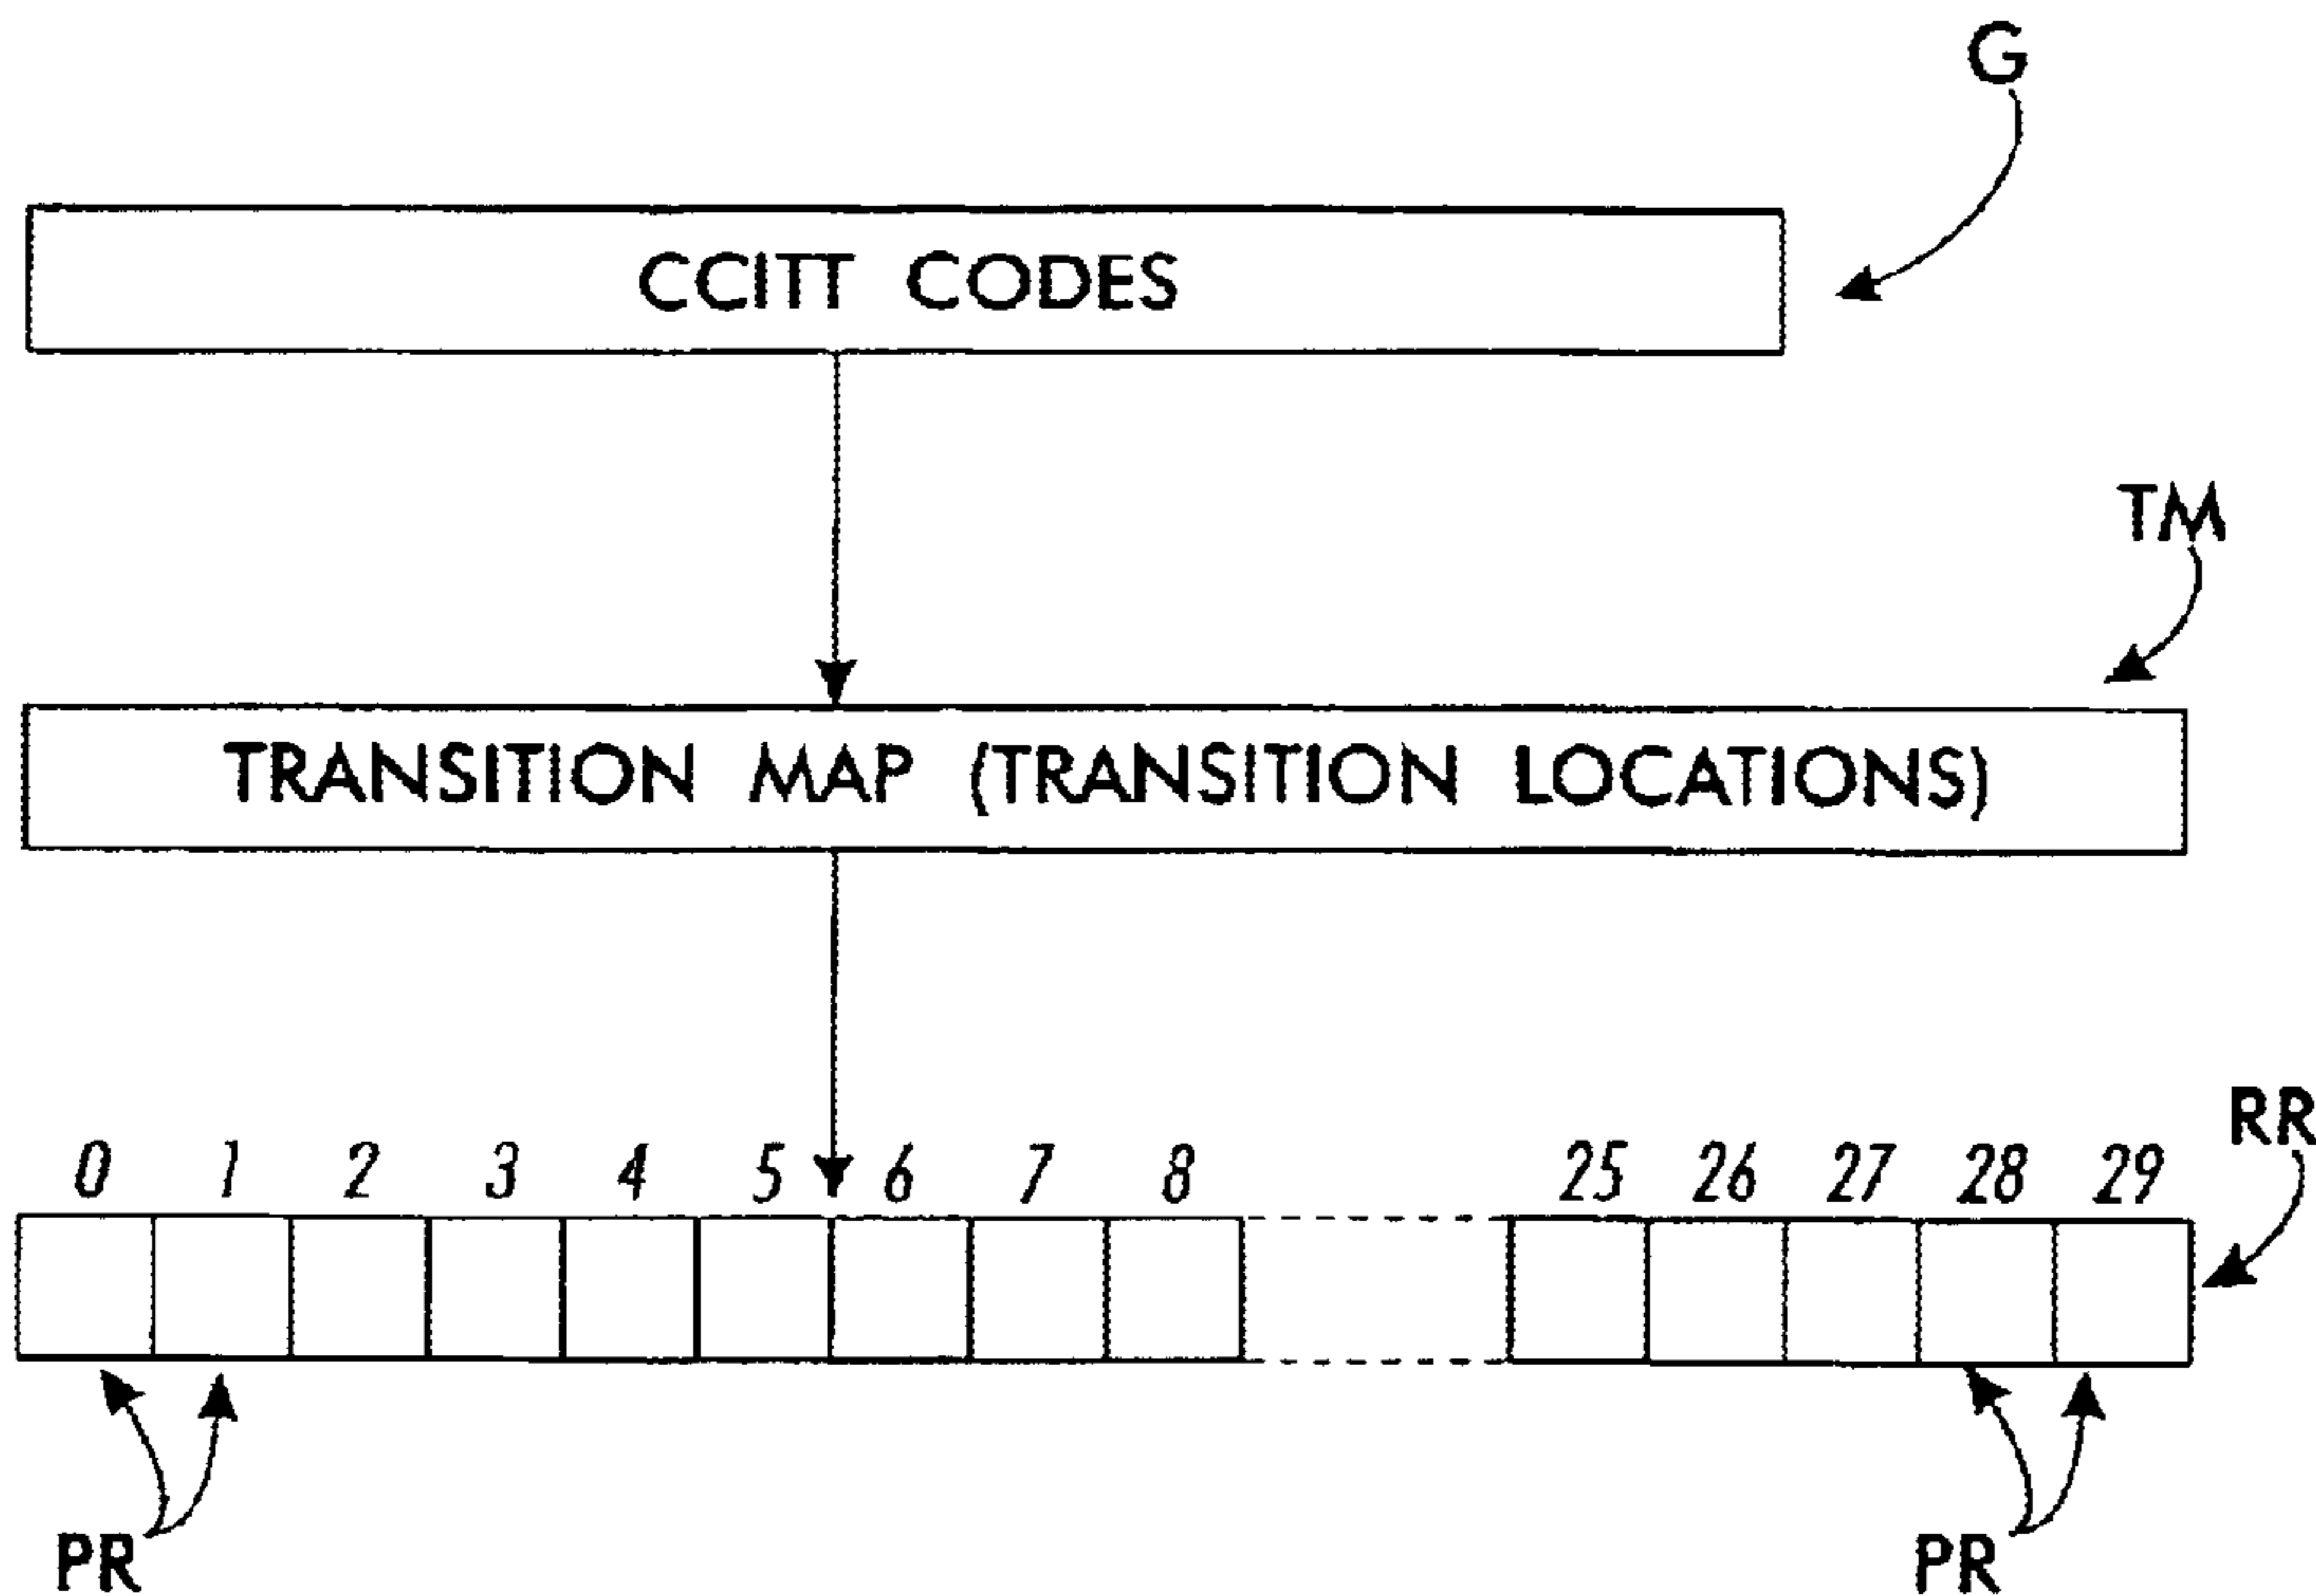 G
CCITT CODES
TM
TRANSITION MAP (TRANSITION LOCATIONS)
RR
0 1 2 3 4 5 6 7 8 25 26 27 28 29
PR PR